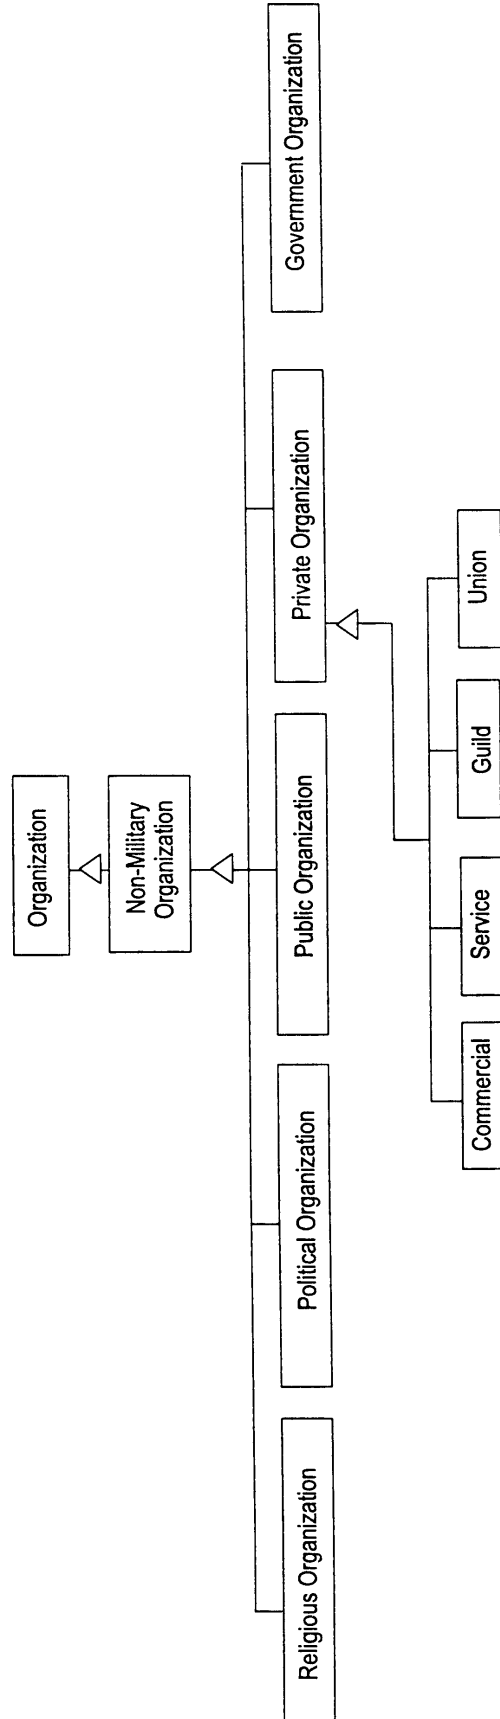 Organization
Non-Military
Organization
Religious Organization
Political Organization
Public Organization
Private Organization
Government Organization
Commercial
Service
Guild
Union